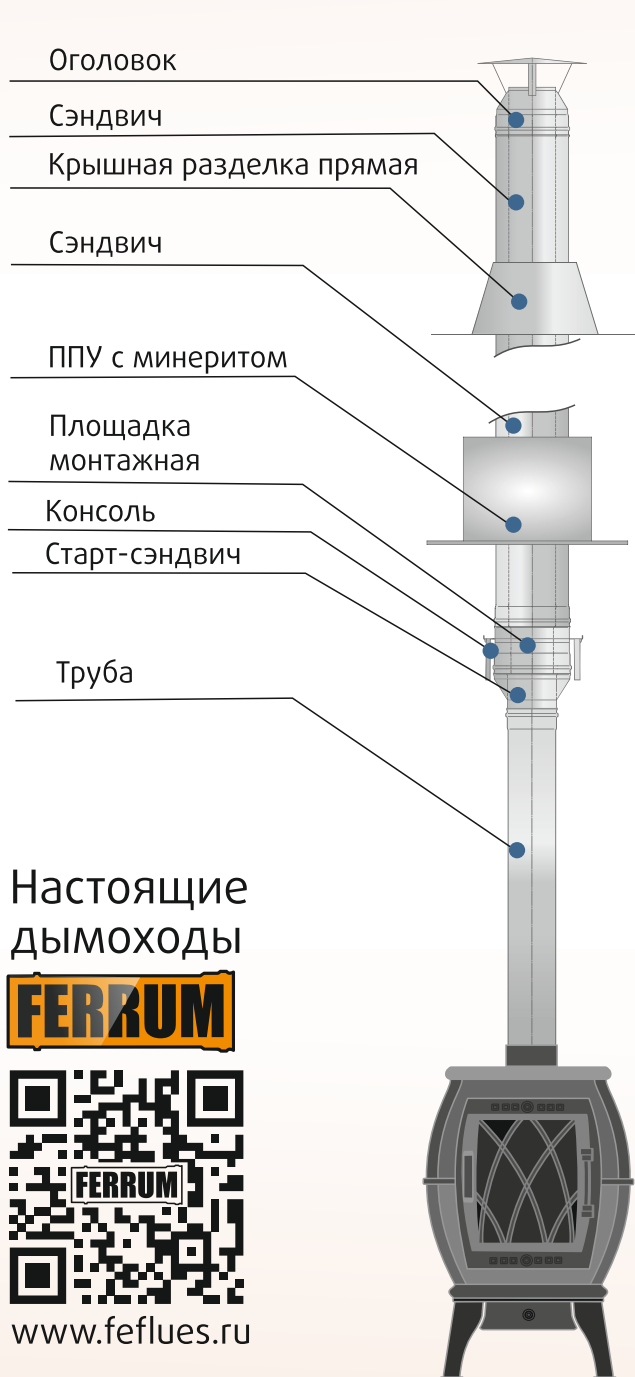 Оголовок
Сэндвич
Крышная разделка прямая
Сэндвич
ППУ с минеритом
Площадка
монтажная
Консоль
Старт-сэндвич
Труба
Настоящие
дымоходы
FERRUM
FERRUM
www.feflues.ru